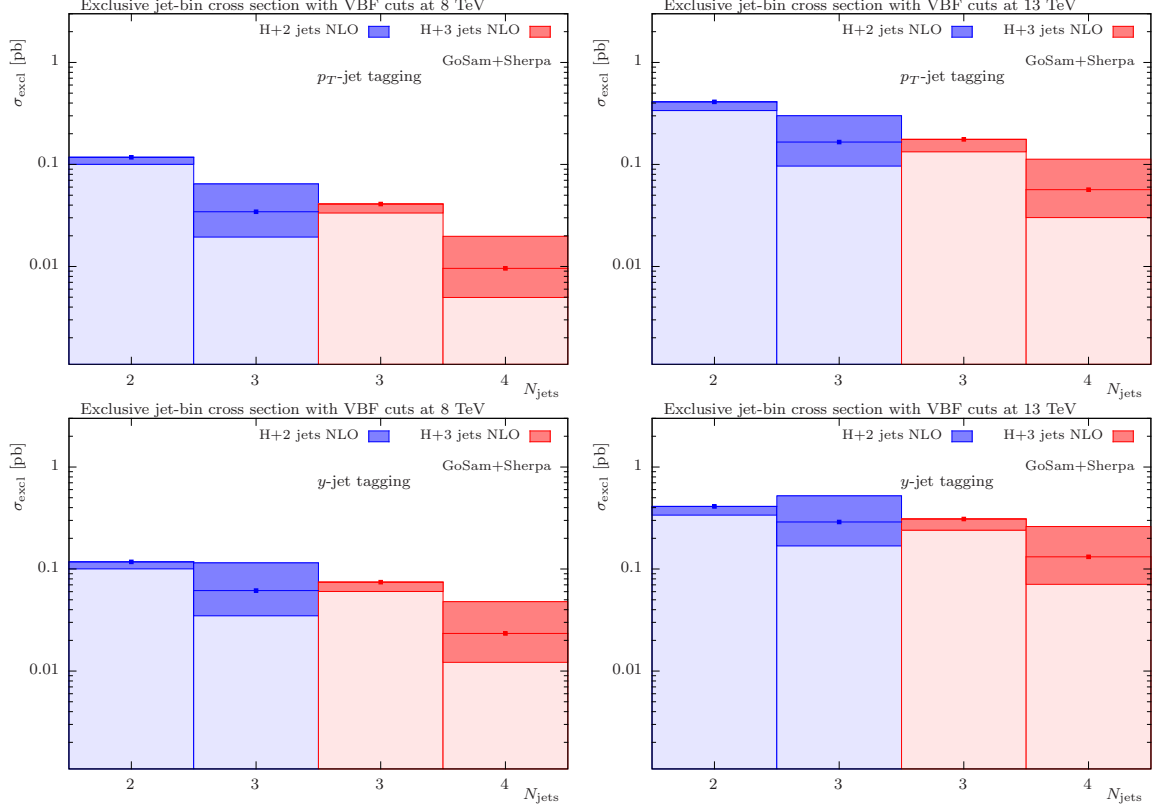 Exclusive jet-bin cross section with VBF cuts at 8 TeV
H+2 jets NLO
H+3 jets NLO
GoSam+Sherpa
p_T-jet tagging
σ_excl [pb]
1
0.1
0.01
2
3
3
4
N_jets
Exclusive jet-bin cross section with VBF cuts at 13 TeV
H+2 jets NLO
H+3 jets NLO
GoSam+Sherpa
p_T-jet tagging
σ_excl [pb]
1
0.1
0.01
2
3
3
4
N_jets
Exclusive jet-bin cross section with VBF cuts at 8 TeV
H+2 jets NLO
H+3 jets NLO
GoSam+Sherpa
y-jet tagging
σ_excl [pb]
1
0.1
0.01
2
3
3
4
N_jets
Exclusive jet-bin cross section with VBF cuts at 13 TeV
H+2 jets NLO
H+3 jets NLO
GoSam+Sherpa
y-jet tagging
σ_excl [pb]
1
0.1
0.01
2
3
3
4
N_jets